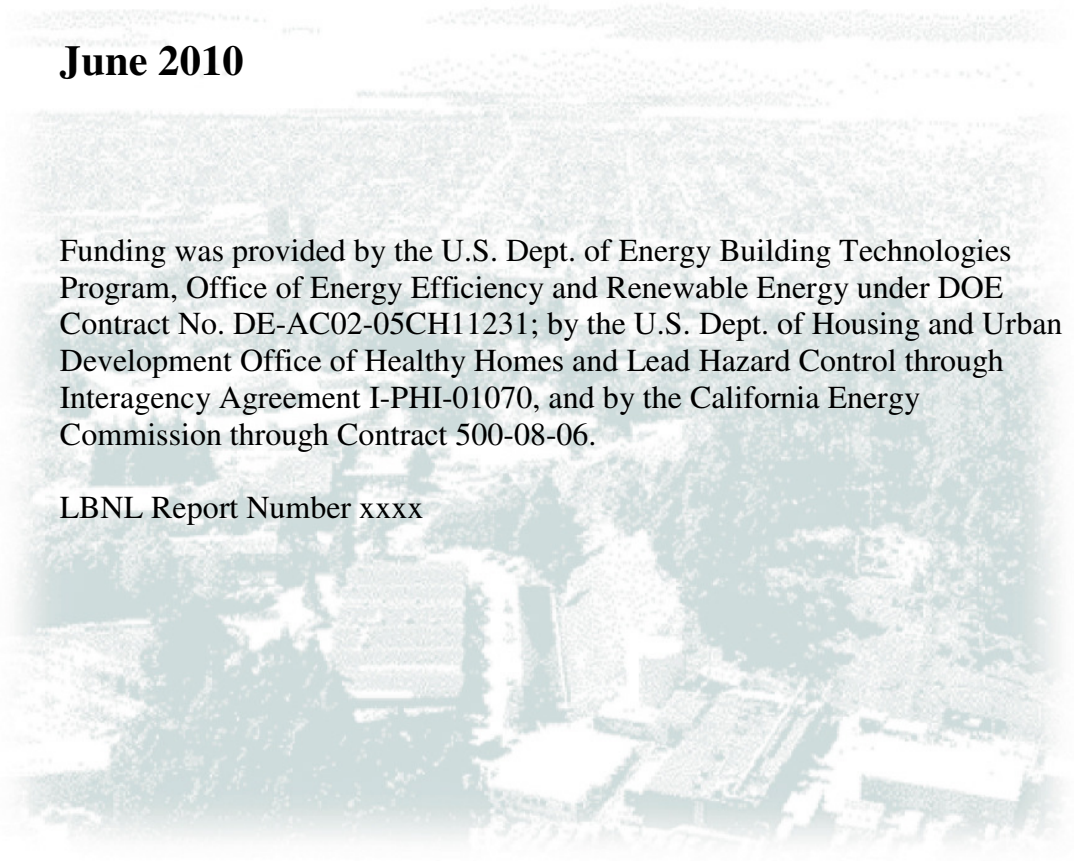 June 2010
Funding was provided by the U.S. Dept. of Energy Building Technologies
Program, Office of Energy Efficiency and Renewable Energy under DOE
Contract No. DE-AC02-05CH11231; by the U.S. Dept. of Housing and Urban
Development Office of Healthy Homes and Lead Hazard Control through
Interagency Agreement I-PHI-01070, and by the California Energy
Commission through Contract 500-08-06.
LBNL Report Number xxxx